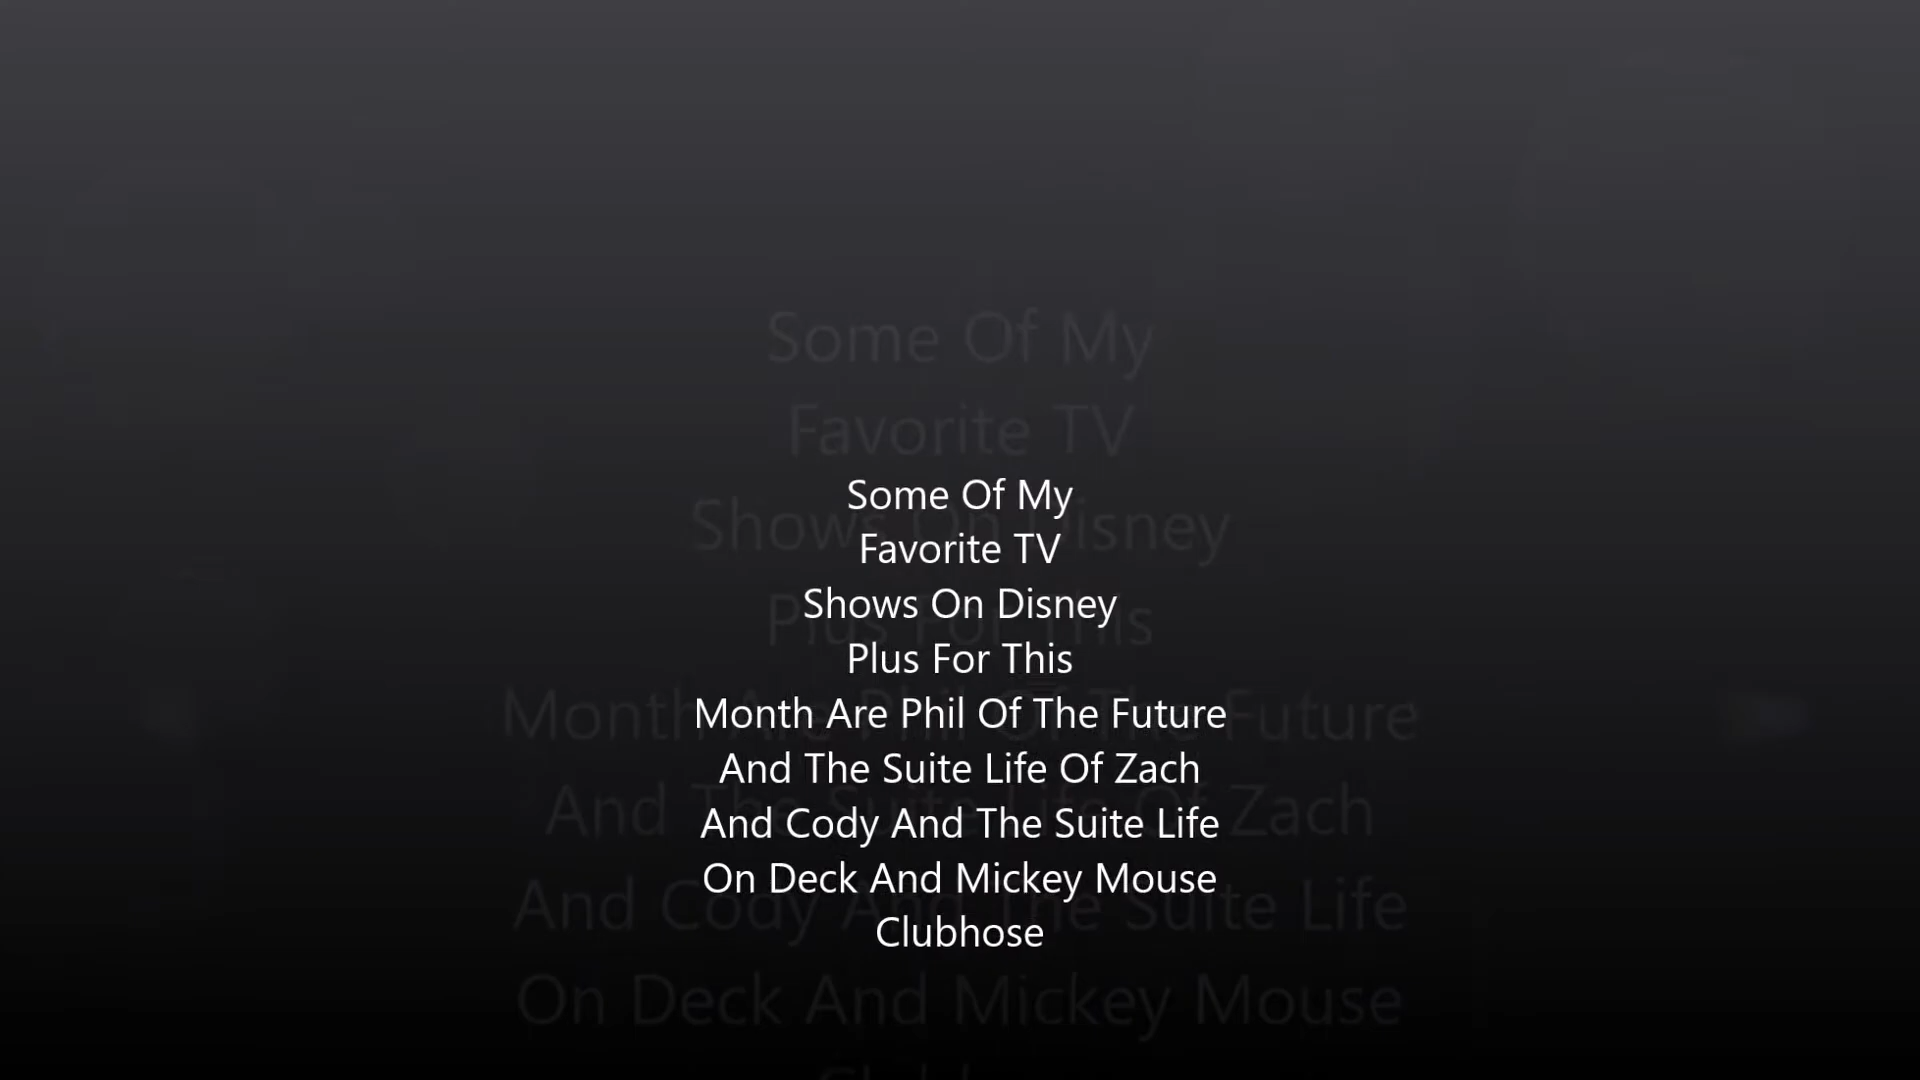 Some Of My
Favorite TV
Shows On Disney
Plus For This
Month Are Phil Of The Future
And The Suite Life Of Zach
And Cody And The Suite Life
On Deck And Mickey Mouse
Clubhose